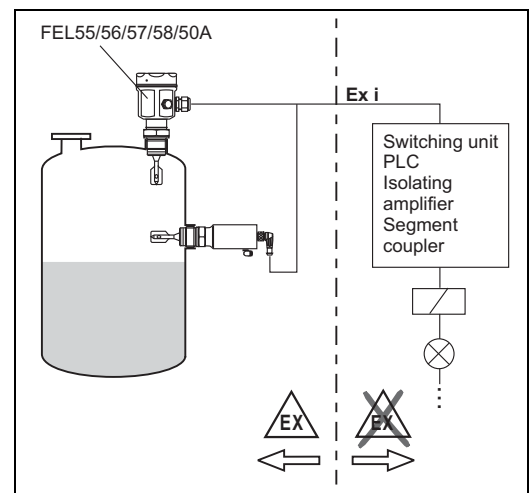 FEL55/56/57/58/50A
Ex i
Switching unit
PLC
Isolating
amplifier
Segment
coupler
EX
EX